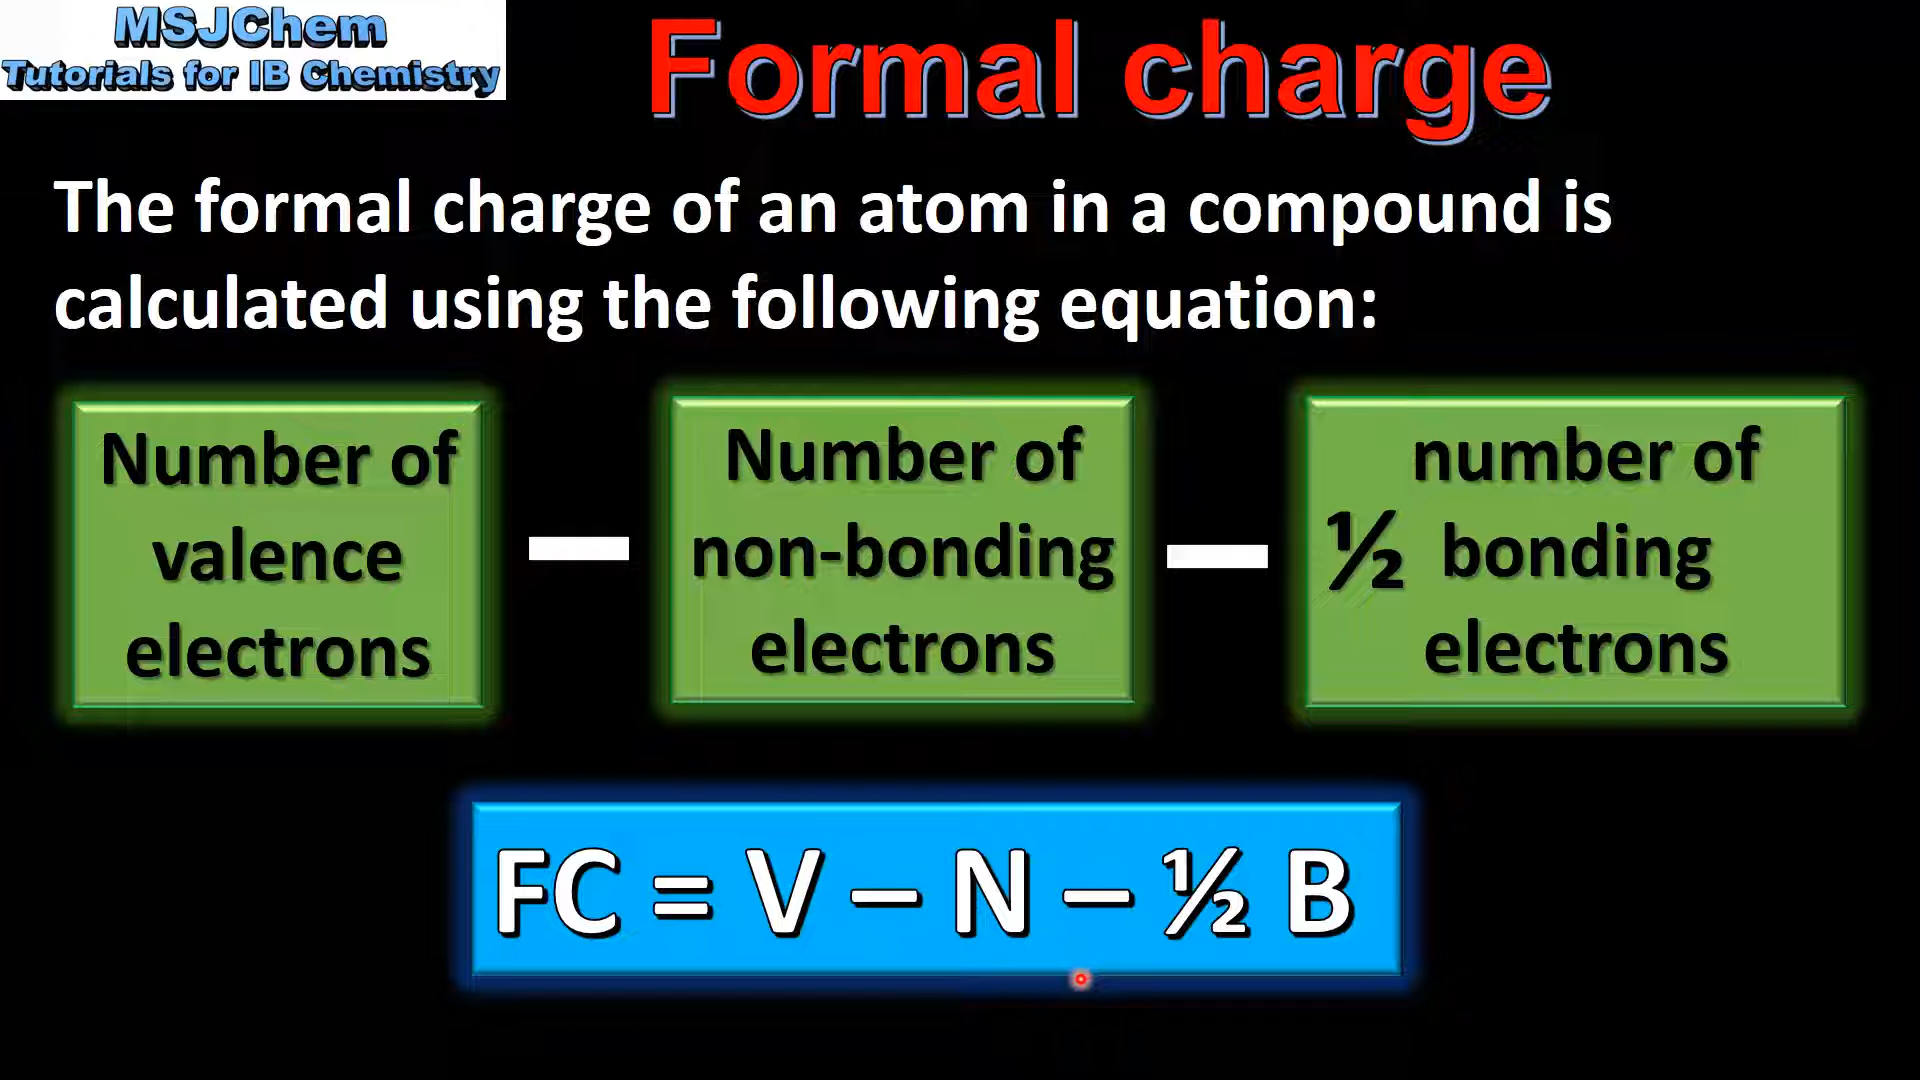 MSJChem
Tutorials for IB Chemistry
Formal charge
The formal charge of an atom in a compound is
calculated using the following equation:
Number of
valence
electrons
–
Number of
non-bonding
electrons
–
½
number of
bonding
electrons
FC = V – N – ½ B